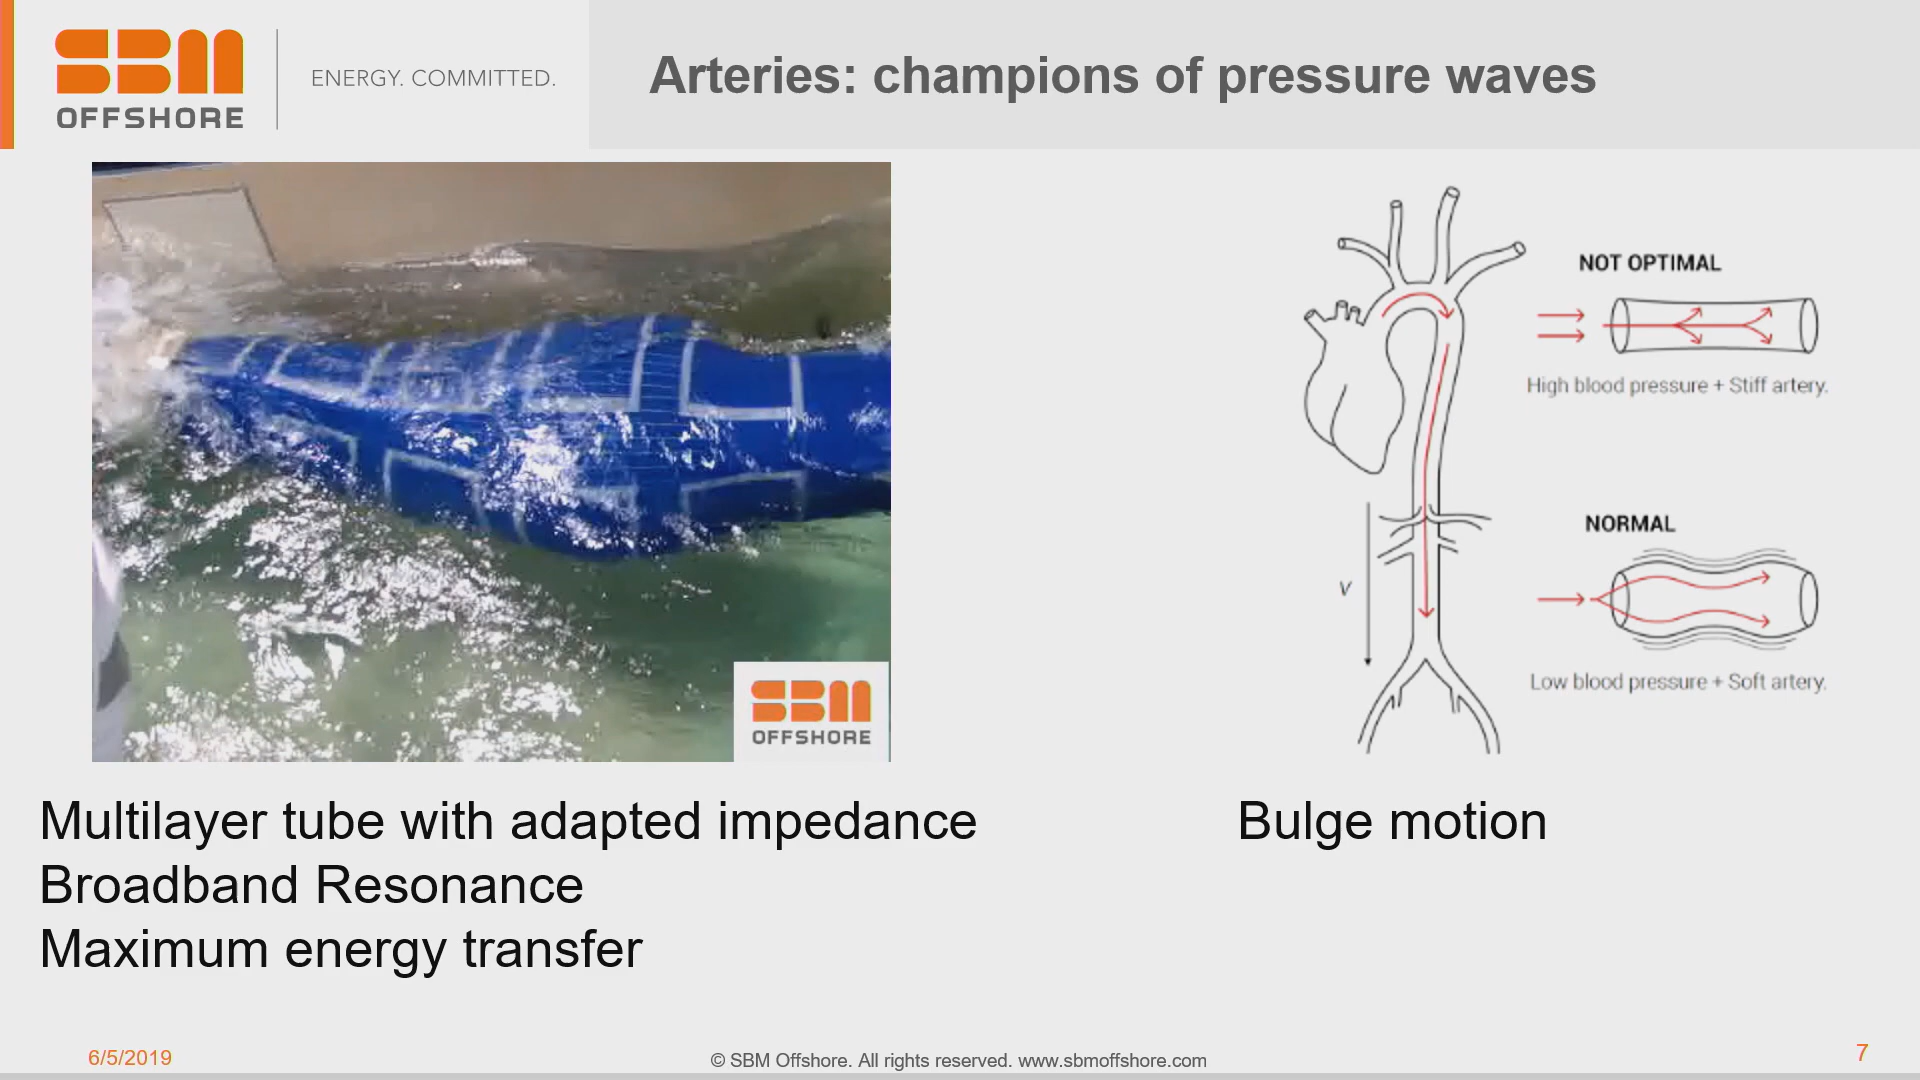 SBM
OFFSHORE
ENERGY. COMMITTED.
Arteries: champions of pressure waves
SBM
OFFSHORE
NOT OPTIMAL
High blood pressure + Stiff artery.
NORMAL
V
Low blood pressure + Soft artery.
Multilayer tube with adapted impedance
Broadband Resonance
Maximum energy transfer
Bulge motion
6/5/2019
© SBM Offshore. All rights reserved. www.sbmoffshore.com
7